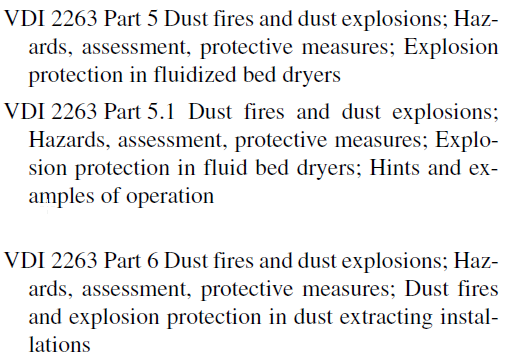 VDI 2263 Part 5 Dust fires and dust explosions; Haz-
ards, assessment, protective measures; Explosion
protection in fluidized bed dryers
VDI 2263 Part 5.1 Dust fires and dust explosions;
Hazards, assessment, protective measures; Explo-
sion protection in fluid bed dryers; Hints and ex-
amples of operation
VDI 2263 Part 6 Dust fires and dust explosions; Haz-
ards, assessment, protective measures; Dust fires
and explosion protection in dust extracting instal-
lations